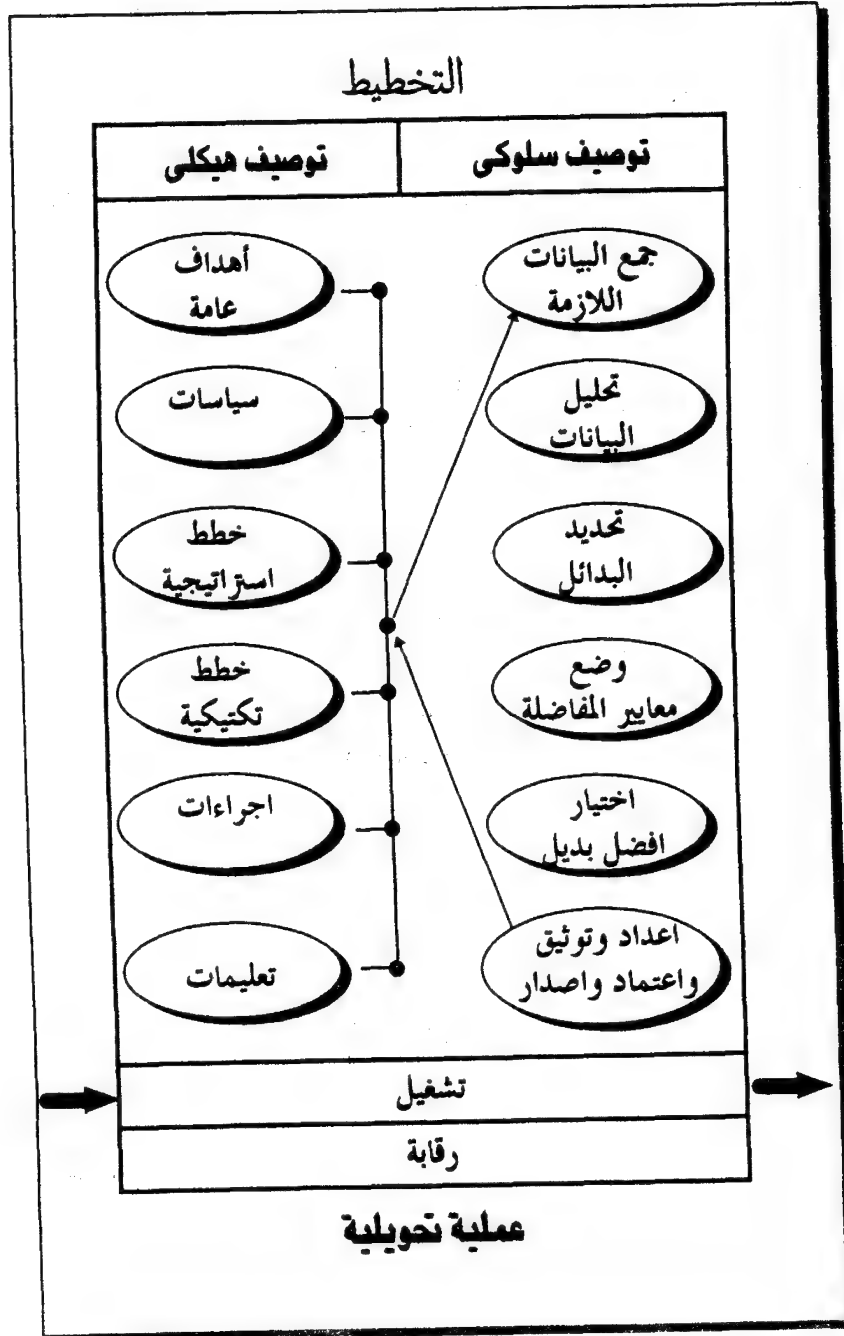 التخطيط
توصيف سلوكى
توصيف هيكلى
جمع البيانات
اللازمة
تحليل
البيانات
تحديد
البدائل
وضع
معايير المفاضلة
اختيار
افضل بديل
اعداد وتوثيق
واعتماد واصدار
أهداف
عامة
سياسات
خطط
استراتيجية
خطط
تكتيكية
اجراءات
تعليمات
تشغيل
رقابة
عملية تحويلية